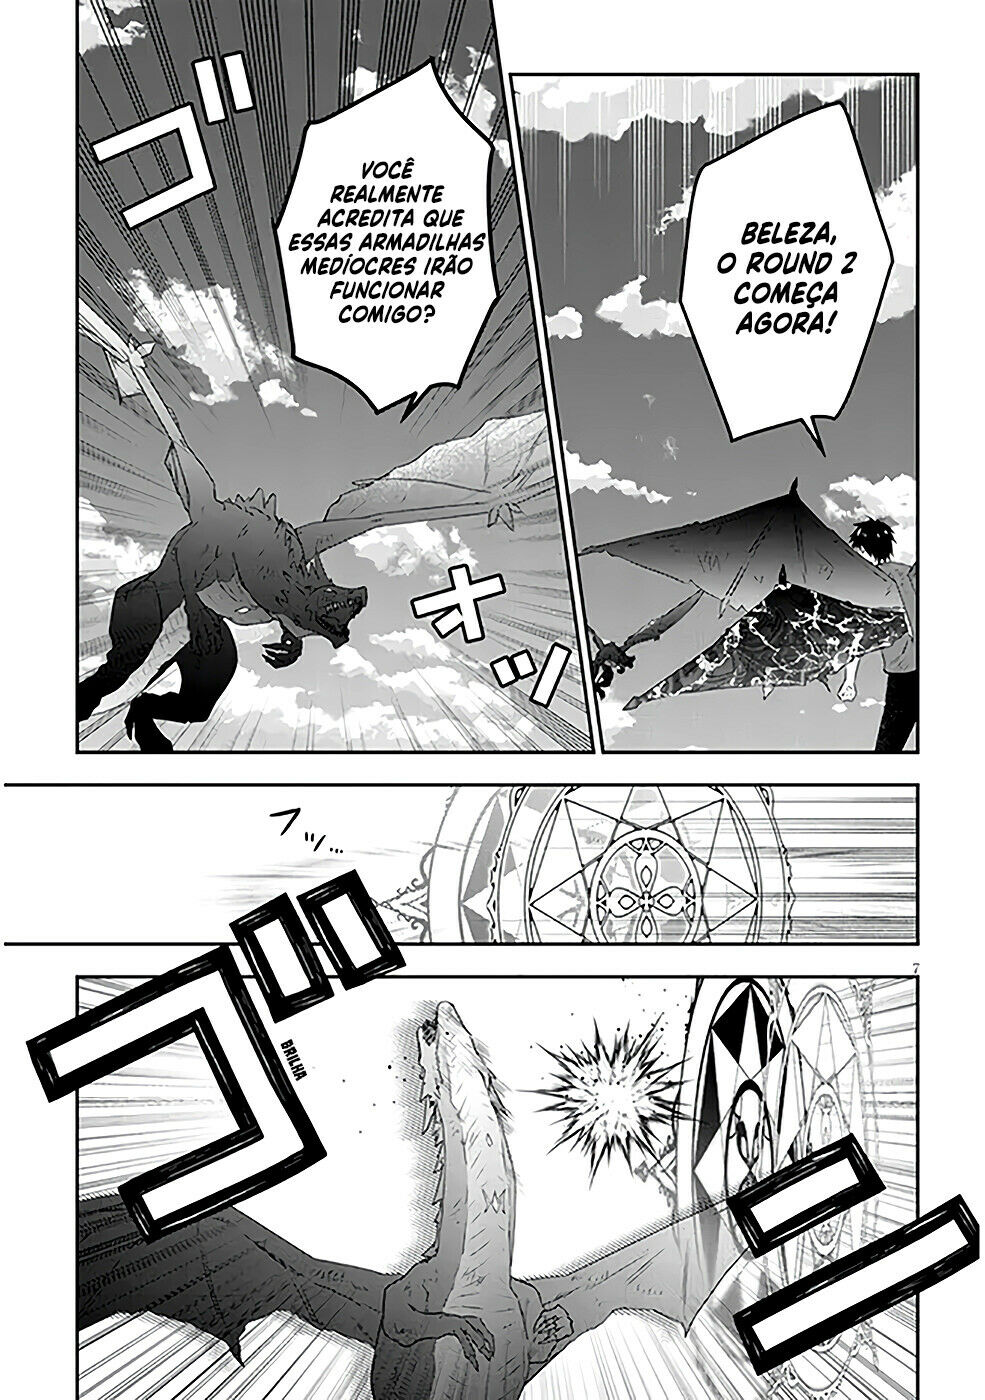 BELEZA,
O ROUND 2
COMEÇA
AGORA!
VOCÊ
REALMENTE
ACREDITA QUE
ESSAS ARMADILHAS
MEDÍOCRES IRÃO
FUNCIONAR
COMIGO?
ゴ
オッ
フッ…
7
ゴッ
BRILHA